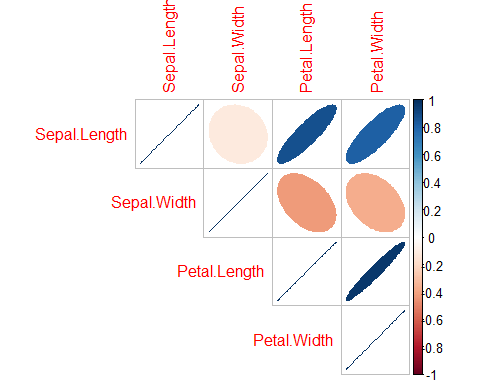 Sepal.Length
Sepal.Width
Petal.Length
Petal.Width
Sepal.Length
Sepal.Width
Petal.Length
Petal.Width
1
0.8
0.6
0.4
0.2
0
-0.2
-0.4
-0.6
-0.8
-1